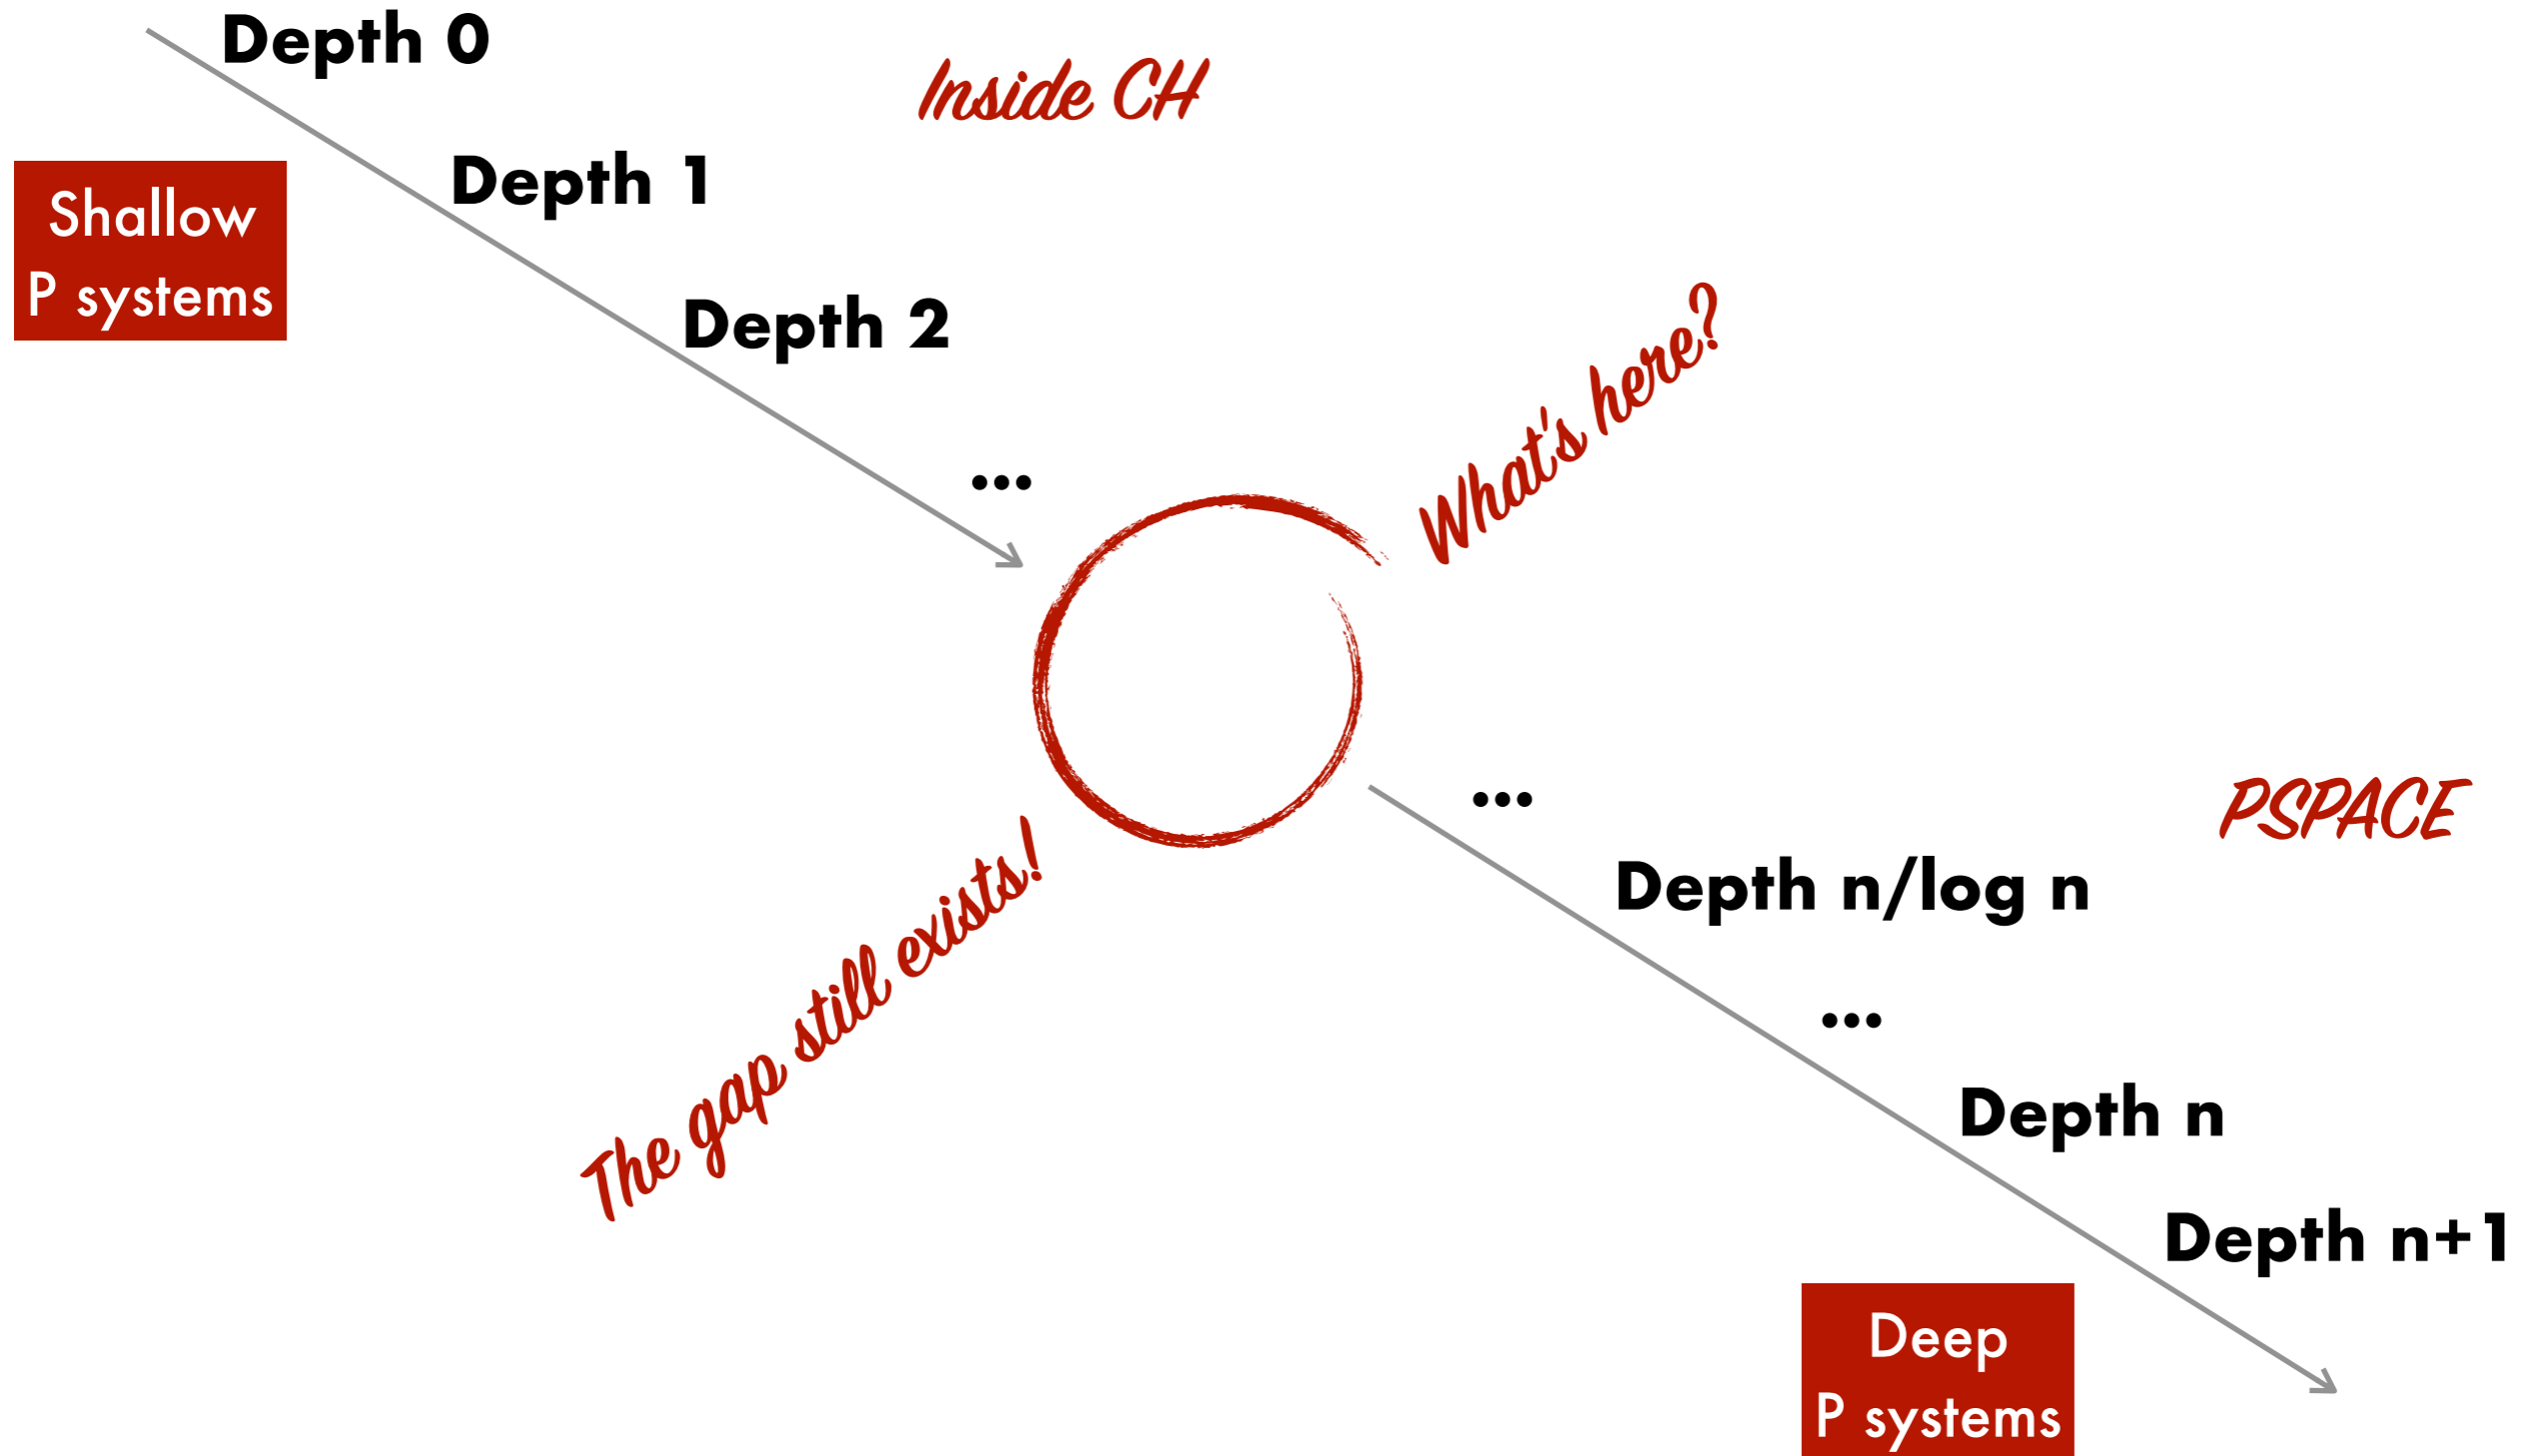 Depth 0
Inside CH
Depth 1
Shallow
P systems
Depth 2
What's here?
...
...
PSPACE
Depth n/log n
The gap still exists!
...
Depth n
Depth n+1
Deep
P systems